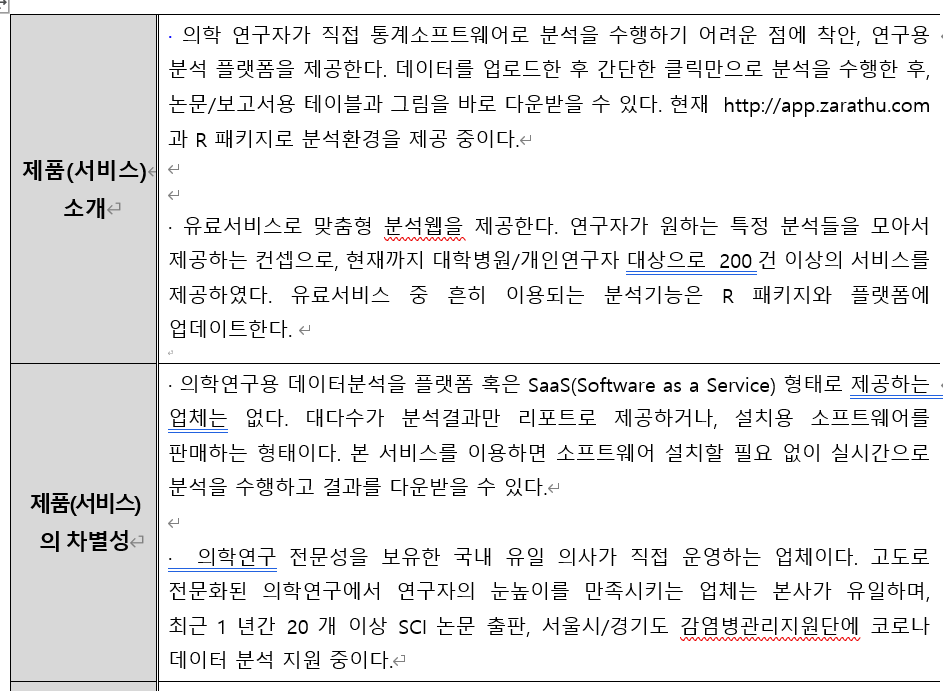 · 의학 연구자가 직접 통계소프트웨어로 분석을 수행하기 어려운 점에 착안, 연구용
분석 플랫폼을 제공한다. 데이터를 업로드한 후 간단한 클릭만으로 분석을 수행한 후,
논문/보고서용 테이블과 그림을 바로 다운받을 수 있다. 현재 http://app.zarathu.com
과 R 패키지로 분석환경을 제공 중이다.
제품(서비스)
소개
· 유료서비스로 맞춤형 분석웹을 제공한다. 연구자가 원하는 특정 분석들을 모아서
제공하는 컨셉으로, 현재까지 대학병원/개인연구자 대상으로 200 건 이상의 서비스를
제공하였다. 유료서비스 중 흔히 이용되는 분석기능은 R 패키지와 플랫폼에
업데이트한다.
· 의학연구용 데이터분석을 플랫폼 혹은 SaaS(Software as a Service) 형태로 제공하는
업체는 없다. 대다수가 분석결과만 리포트로 제공하거나, 설치용 소프트웨어를
판매하는 형태이다. 본 서비스를 이용하면 소프트웨어 설치할 필요 없이 실시간으로
분석을 수행하고 결과를 다운받을 수 있다.
제품(서비스)
의 차별성
· 의학연구 전문성을 보유한 국내 유일 의사가 직접 운영하는 업체이다. 고도로
전문화된 의학연구에서 연구자의 눈높이를 만족시키는 업체는 본사가 유일하며,
최근 1 년간 20 개 이상 SCI 논문 출판, 서울시/경기도 감염병관리지원단에 코로나
데이터 분석 지원 중이다.